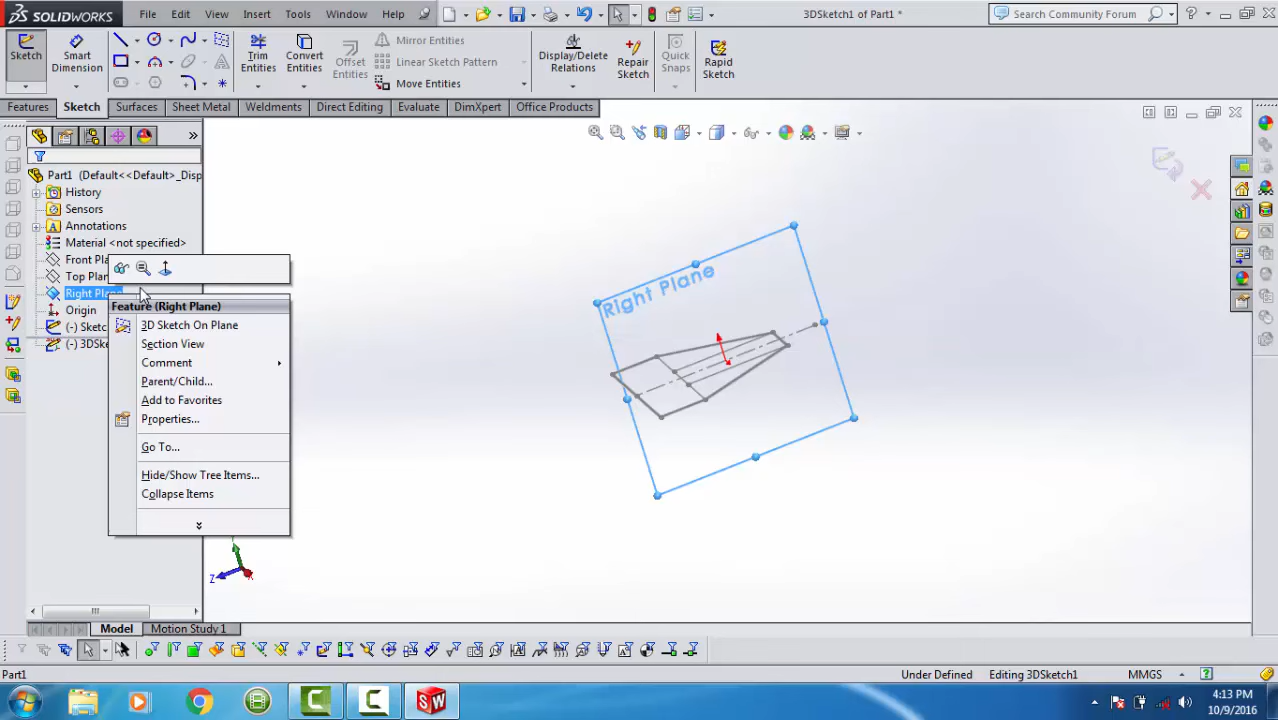 SOLIDWORKS File Edit View Insert Tools Window Help 3DSketch1 of Part1 * Search Community Forum
Sketch Smart Dimension Trim Entities Convert Entities Offset Entities Mirror Entities Linear Sketch Pattern Move Entities Display/Delete Relations Repair Sketch Quick Snaps Rapid Sketch
Features Sketch Surfaces Sheet Metal Weldments Direct Editing Evaluate DimXpert Office Products
Part1 (Default<<Default>_Disp
History
Sensors
Annotations
Material <not specified>
Front Pla
Top Plan
Right Plane
Origin
(-) Sketc
(-) 3DSke
Feature (Right Plane)
3D Sketch On Plane
Section View
Comment
Parent/Child...
Add to Favorites
Properties...
Go To...
Hide/Show Tree Items...
Collapse Items
Right Plane
Z
Model Motion Study 1
Part1 Under Defined Editing 3DSketch1 MMGS
4:13 PM
10/9/2016